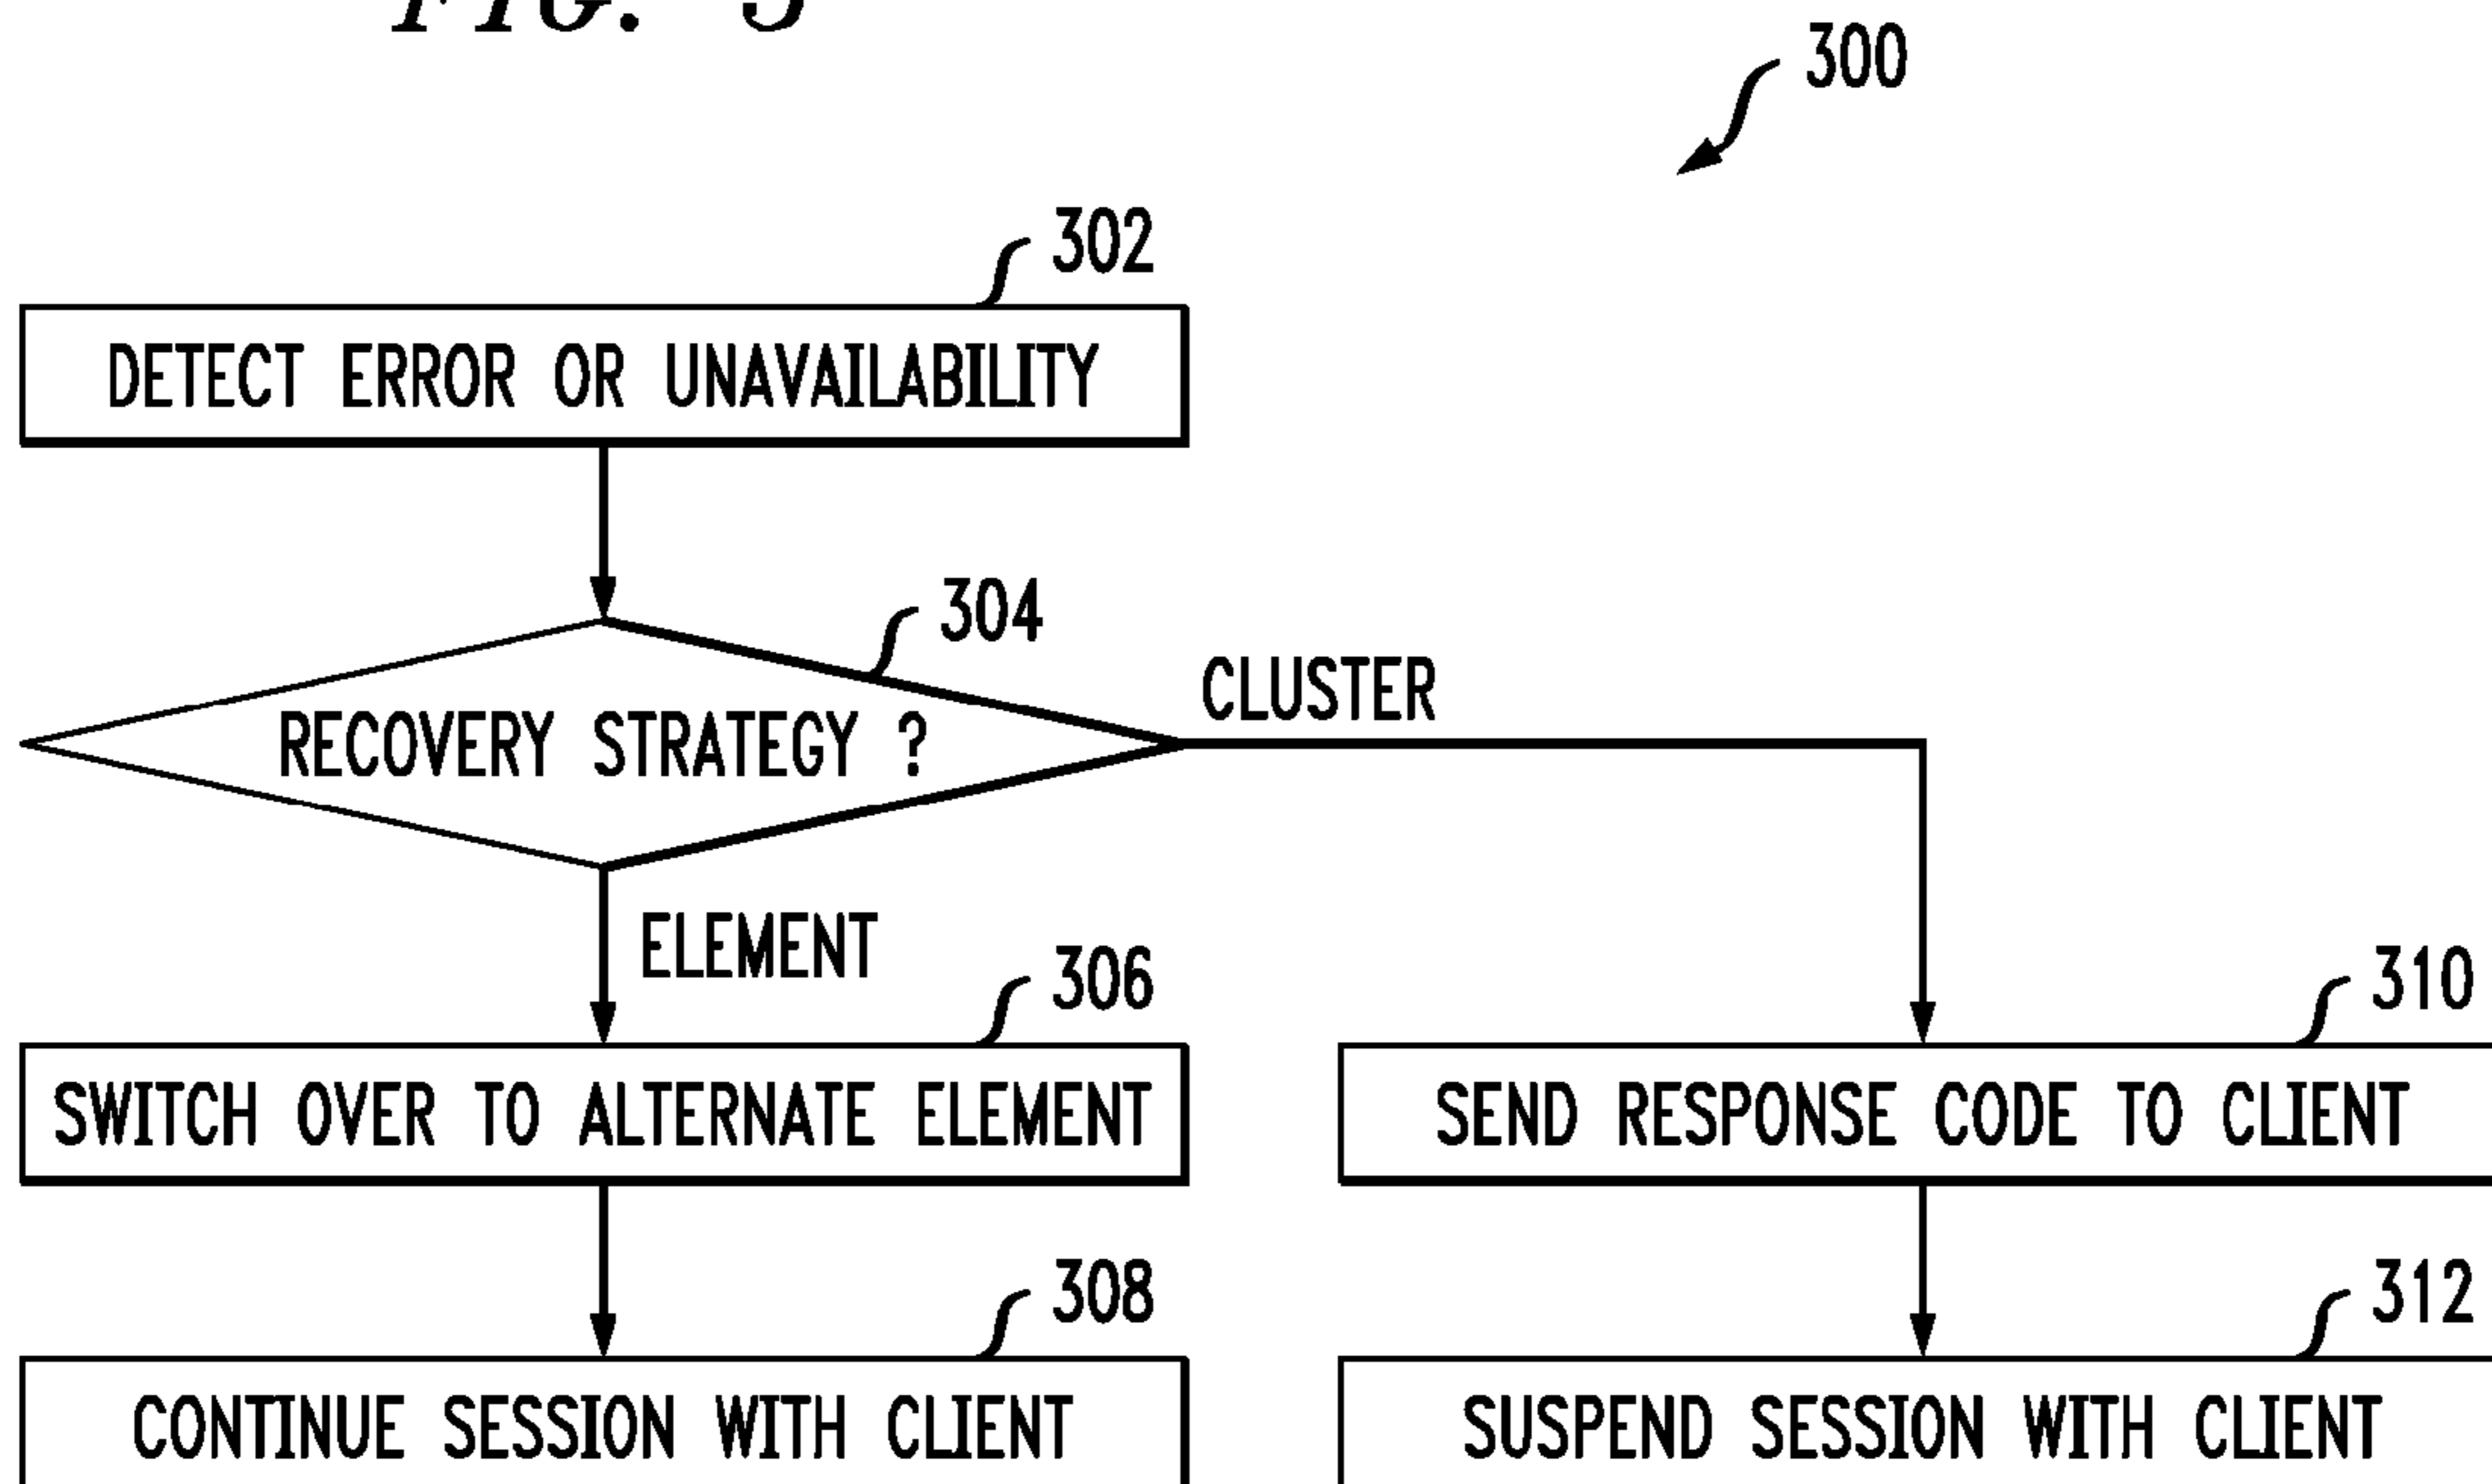 FIG. 3
300
302
DETECT ERROR OR UNAVAILABILITY
304
RECOVERY STRATEGY ?
CLUSTER
ELEMENT
306
SWITCH OVER TO ALTERNATE ELEMENT
310
SEND RESPONSE CODE TO CLIENT
308
CONTINUE SESSION WITH CLIENT
312
SUSPEND SESSION WITH CLIENT